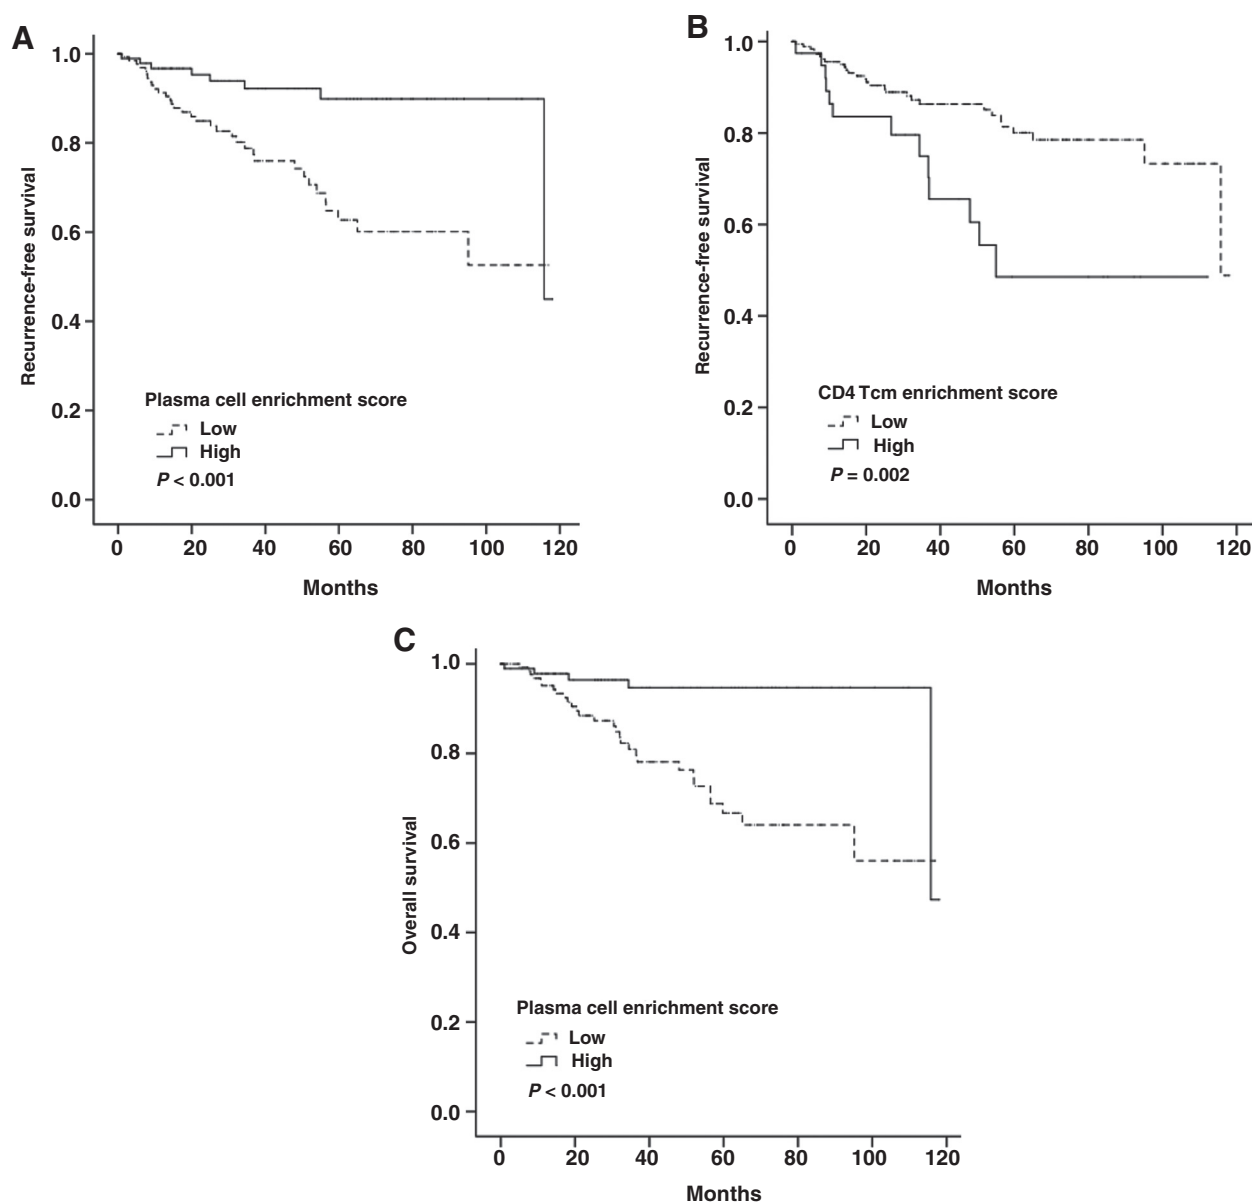 A
1.0
0.8
0.6
0.4
0.2
0.0
Recurrence-free survival
Plasma cell enrichment score
Low
High
P < 0.001
0 20 40 60 80 100 120
Months
B
1.0
0.8
0.6
0.4
0.2
0.0
Recurrence-free survival
CD4 Tcm enrichment score
Low
High
P = 0.002
0 20 40 60 80 100 120
Months
C
1.0
0.8
0.6
0.4
0.2
0.0
Overall survival
Plasma cell enrichment score
Low
High
P < 0.001
0 20 40 60 80 100 120
Months